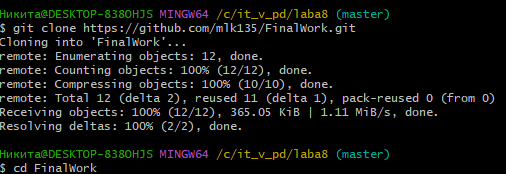 Никита@DESKTOP-838OHJS MINGW64 /c/it_v_pd/laba8 (master)
$ git clone https://github.com/mlk135/FinalWork.git
Cloning into 'FinalWork'...
remote: Enumerating objects: 12, done.
remote: Counting objects: 100% (12/12), done.
remote: Compressing objects: 100% (10/10), done.
remote: Total 12 (delta 2), reused 11 (delta 1), pack-reused 0 (from 0)
Receiving objects: 100% (12/12), 365.05 KiB | 1.11 MiB/s, done.
Resolving deltas: 100% (2/2), done.
Никита@DESKTOP-838OHJS MINGW64 /c/it_v_pd/laba8 (master)
$ cd FinalWork